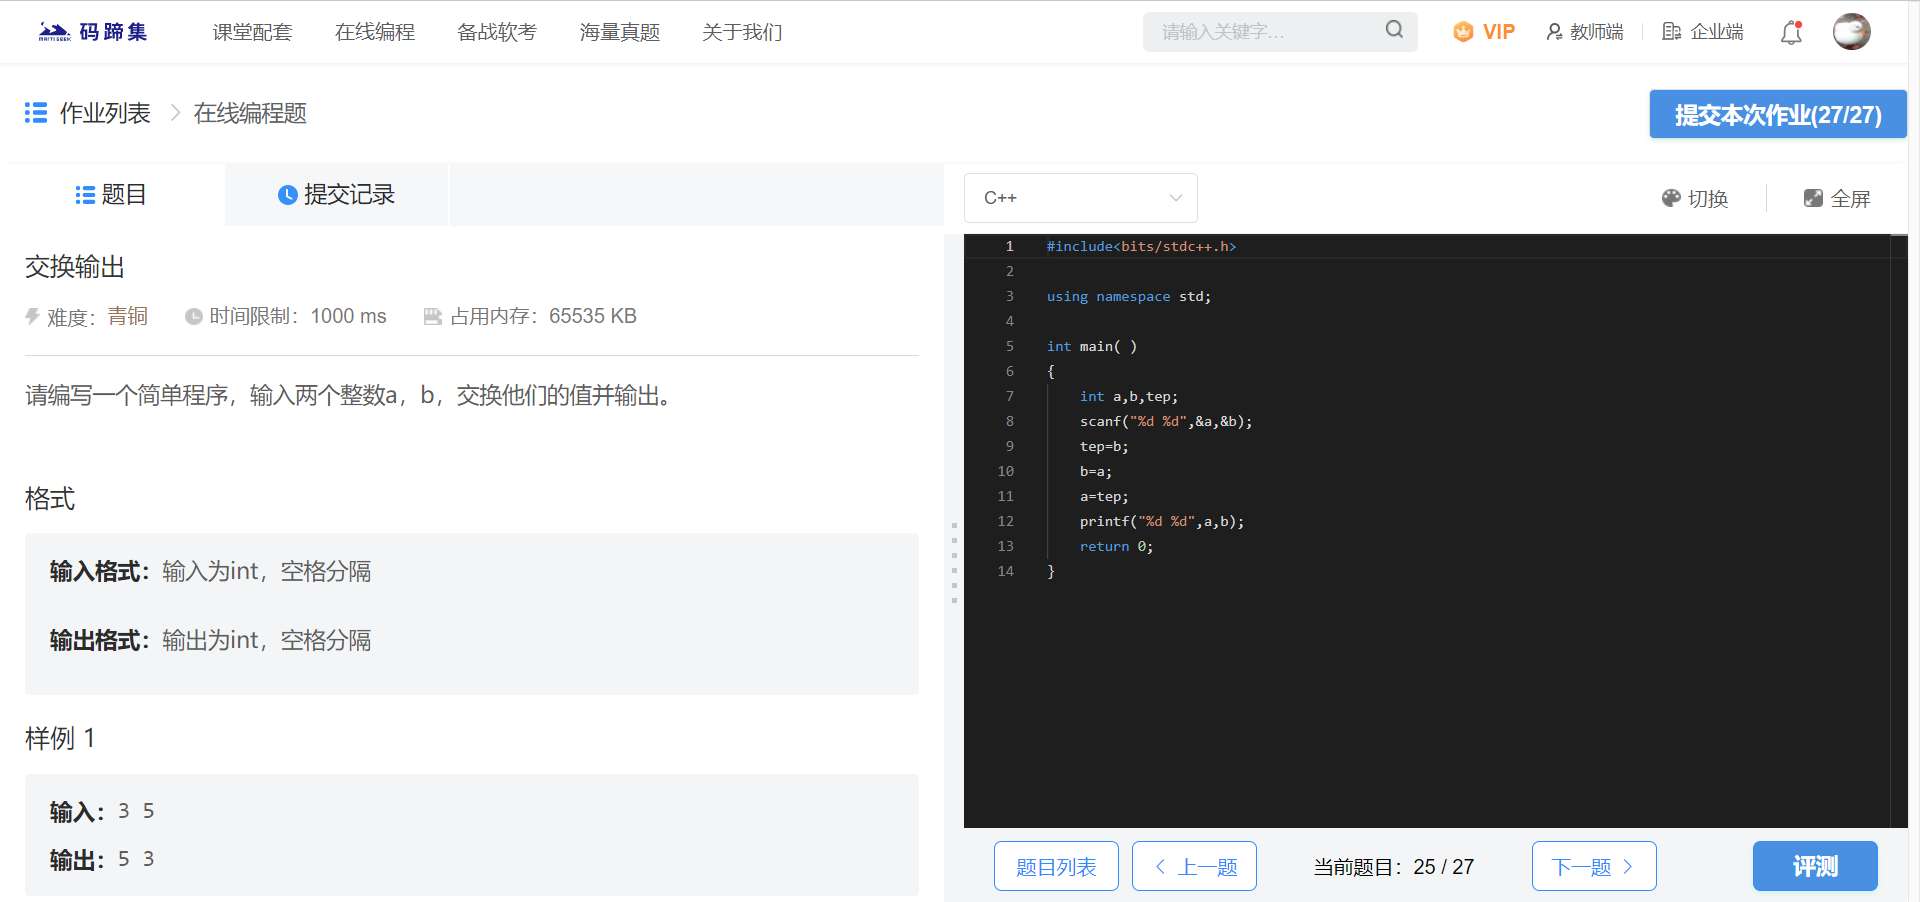 MAITI GEEK 码蹄集 课堂配套 在线编程 备战软考 海量真题 关于我们 请输入关键字... VIP 教师端 企业端
作业列表 > 在线编程题 提交本次作业(27/27)
题目 提交记录
交换输出
难度：青铜 时间限制：1000 ms 占用内存：65535 KB
请编写一个简单程序，输入两个整数a，b，交换他们的值并输出。
格式
输入格式：输入为int，空格分隔
输出格式：输出为int，空格分隔
样例 1
输入：3 5
输出：5 3
C++ 切换 全屏
1 #include<bits/stdc++.h>
2
3 using namespace std;
4
5 int main( )
6 {
7 int a,b,tep;
8 scanf("%d %d",&a,&b);
9 tep=b;
10 b=a;
11 a=tep;
12 printf("%d %d",a,b);
13 return 0;
14 }
题目列表 < 上一题 当前题目：25 / 27 下一题 > 评测